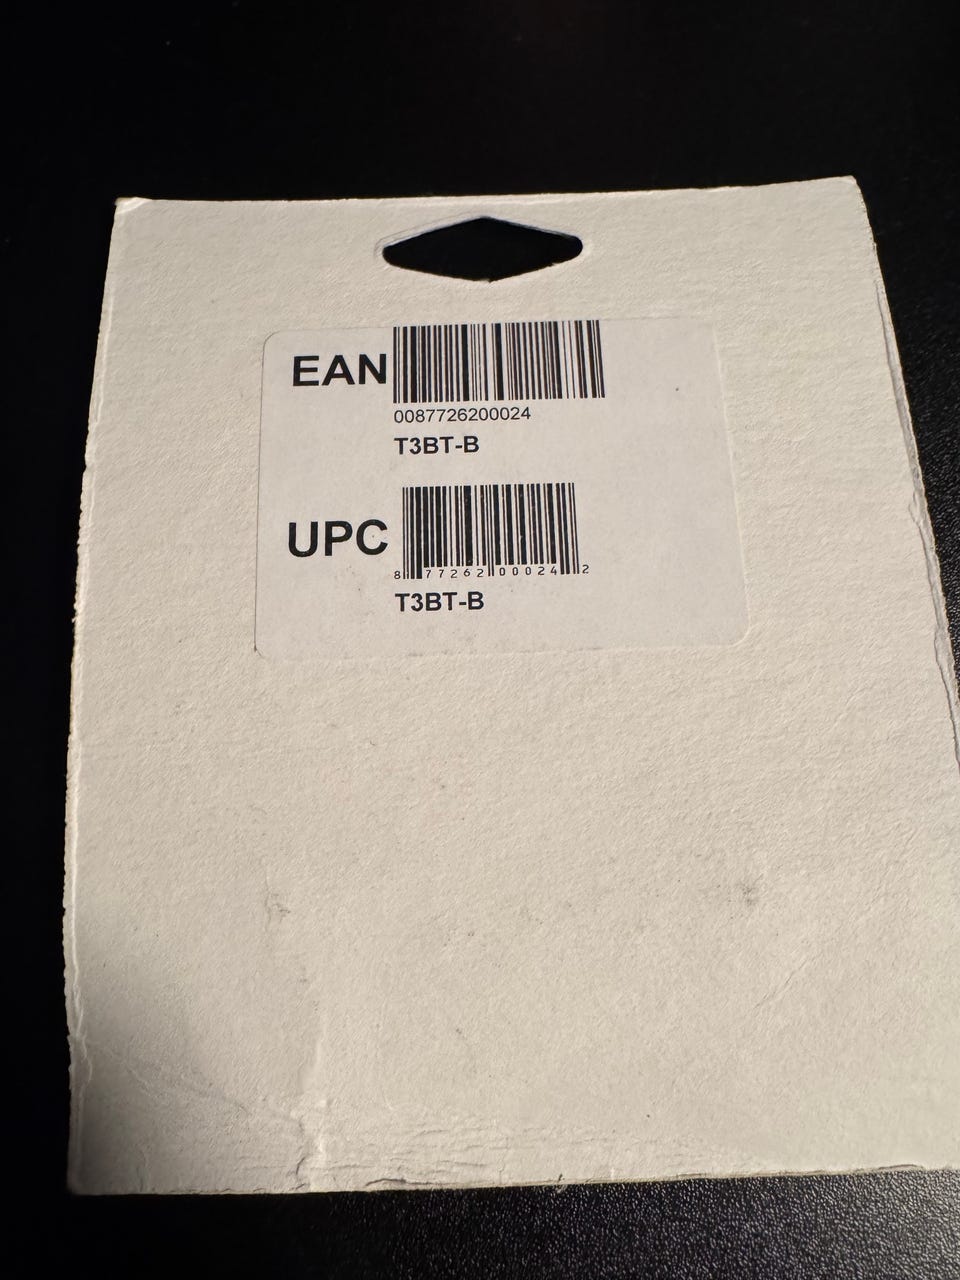 EAN
0087726200024
T3BT-B
UPC
8 77262 00024 2
T3BT-B